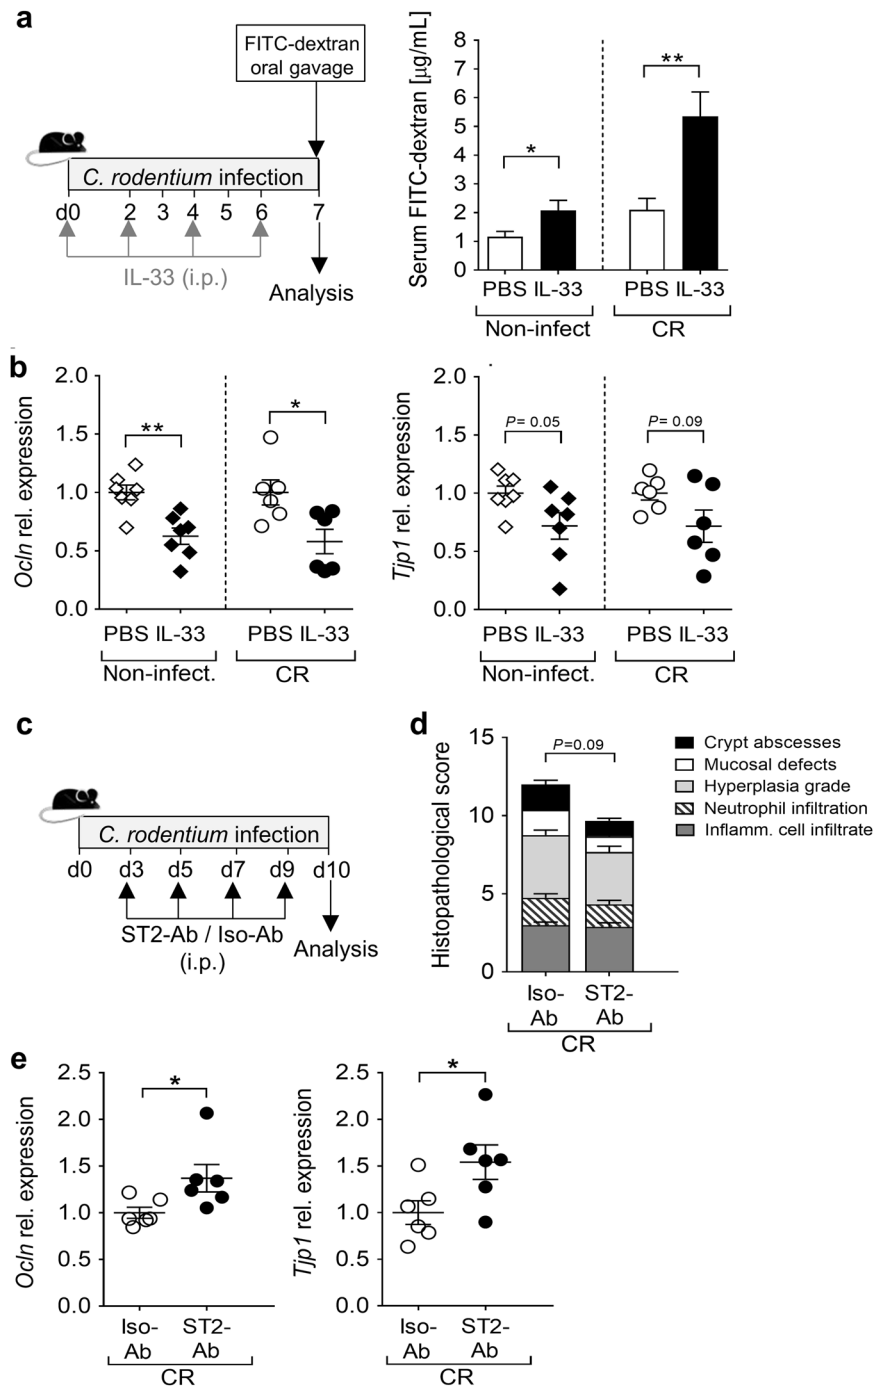 a
FITC-dextran
oral gavage
C. rodentium infection
d0 2 3 4 5 6 7
IL-33 (i.p.)
Analysis
Serum FITC-dextran [µg/mL]
8
7
6
5
4
3
2
1
0
*
**
PBS IL-33 PBS IL-33
Non-infect CR
b
Ocln rel. expression
2.0
1.5
1.0
0.5
0.0
**
*
PBS IL-33 PBS IL-33
Non-infect. CR
Tjp1 rel. expression
2.0
1.5
1.0
0.5
0.0
P= 0.05
P= 0.09
PBS IL-33 PBS IL-33
Non-infect. CR
c
C. rodentium infection
d0 d3 d5 d7 d9 d10
ST2-Ab / Iso-Ab
(i.p.)
Analysis
d
Histopathological score
15
10
5
0
P=0.09
Iso-
Ab
ST2-
Ab
CR
Crypt abscesses
Mucosal defects
Hyperplasia grade
Neutrophil infiltration
Inflamm. cell infiltrate
e
Ocln rel. expression
2.5
2.0
1.5
1.0
0.5
0.0
*
Iso-
Ab
ST2-
Ab
CR
Tjp1 rel. expression
2.5
2.0
1.5
1.0
0.5
0.0
*
Iso-
Ab
ST2-
Ab
CR